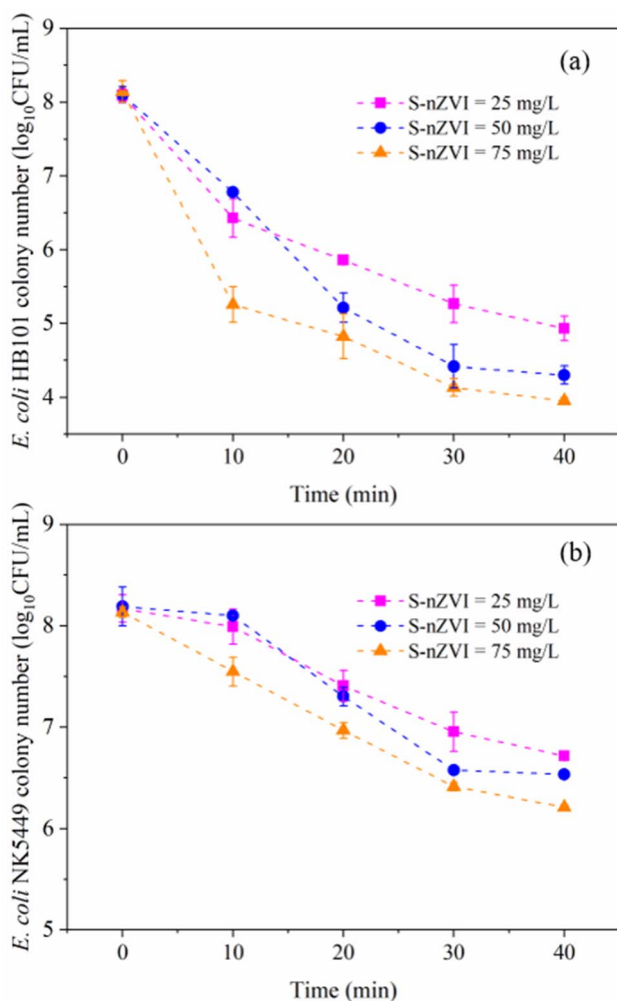 (a)
S-nZVI = 25 mg/L
S-nZVI = 50 mg/L
S-nZVI = 75 mg/L
E. coli HB101 colony number (log₁₀CFU/mL)
9
8
7
6
5
4
0 10 20 30 40
Time (min)
(b)
S-nZVI = 25 mg/L
S-nZVI = 50 mg/L
S-nZVI = 75 mg/L
E. coli NK5449 colony number (log₁₀CFU/mL)
9
8
7
6
5
0 10 20 30 40
Time (min)